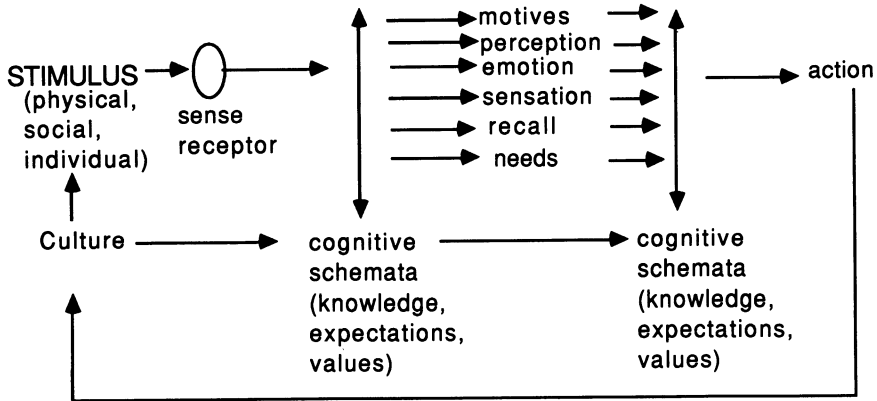 motives
perception
emotion
sensation
recall
needs
STIMULUS
(physical,
social,
individual)
sense
receptor
action
Culture
cognitive
schemata
(knowledge,
expectations,
values)
cognitive
schemata
(knowledge,
expectations,
values)